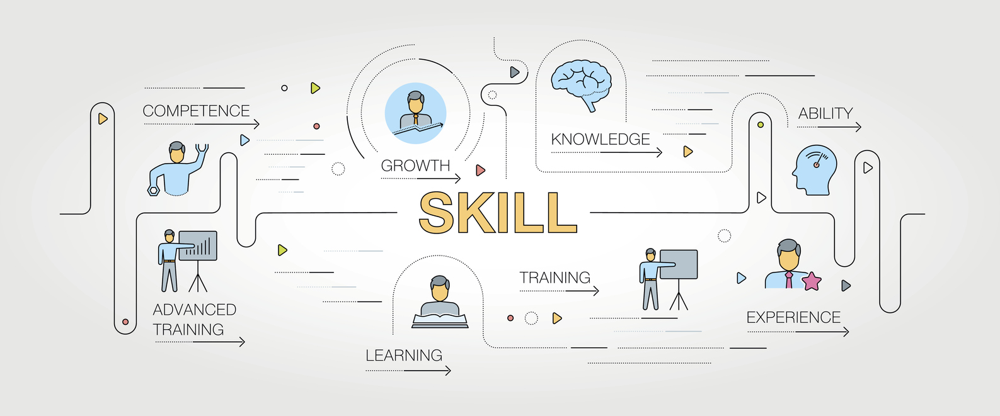 COMPETENCE
GROWTH
KNOWLEDGE
ABILITY
SKILL
ADVANCED
TRAINING
LEARNING
TRAINING
EXPERIENCE